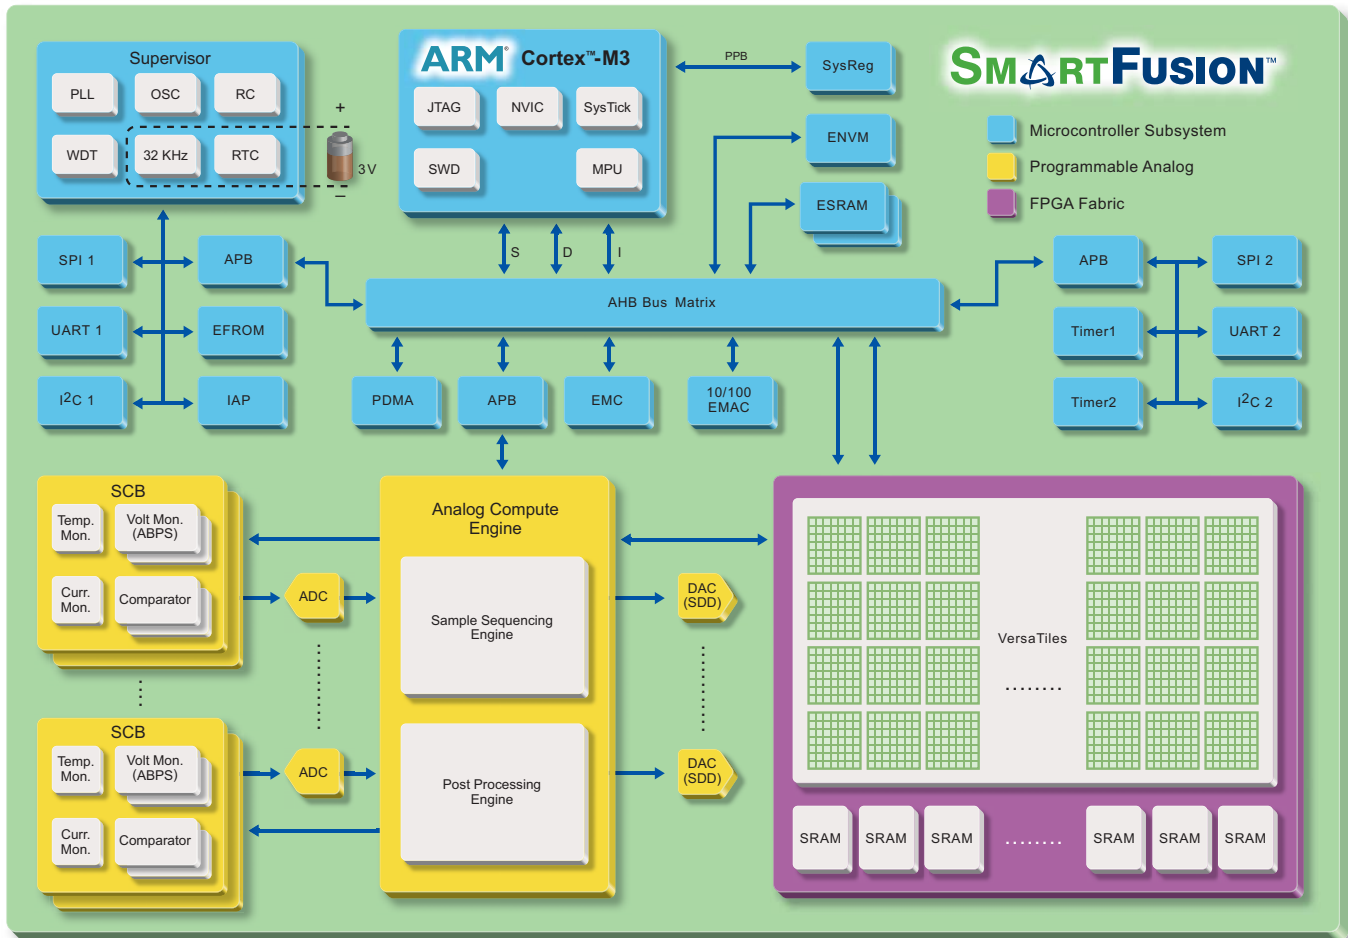 Supervisor
PLL
OSC
RC
WDT
32 KHz
RTC
+
3 V
–
ARM® Cortex™-M3
JTAG
NVIC
SysTick
SWD
MPU
PPB
SysReg
ENVM
ESRAM
SMARTFUSION™
Microcontroller Subsystem
Programmable Analog
FPGA Fabric
S
D
I
SPI 1
APB
UART 1
EFROM
I²C 1
IAP
AHB Bus Matrix
APB
SPI 2
Timer1
UART 2
Timer2
I²C 2
PDMA
APB
EMC
10/100
EMAC
SCB
Temp.
Mon.
Volt Mon.
(ABPS)
Curr.
Mon.
Comparator
ADC
SCB
Temp.
Mon.
Volt Mon.
(ABPS)
Curr.
Mon.
Comparator
ADC
Analog Compute
Engine
Sample Sequencing
Engine
Post Processing
Engine
DAC
(SDD)
DAC
(SDD)
VersaTiles
........
SRAM
SRAM
SRAM
........
SRAM
SRAM
SRAM